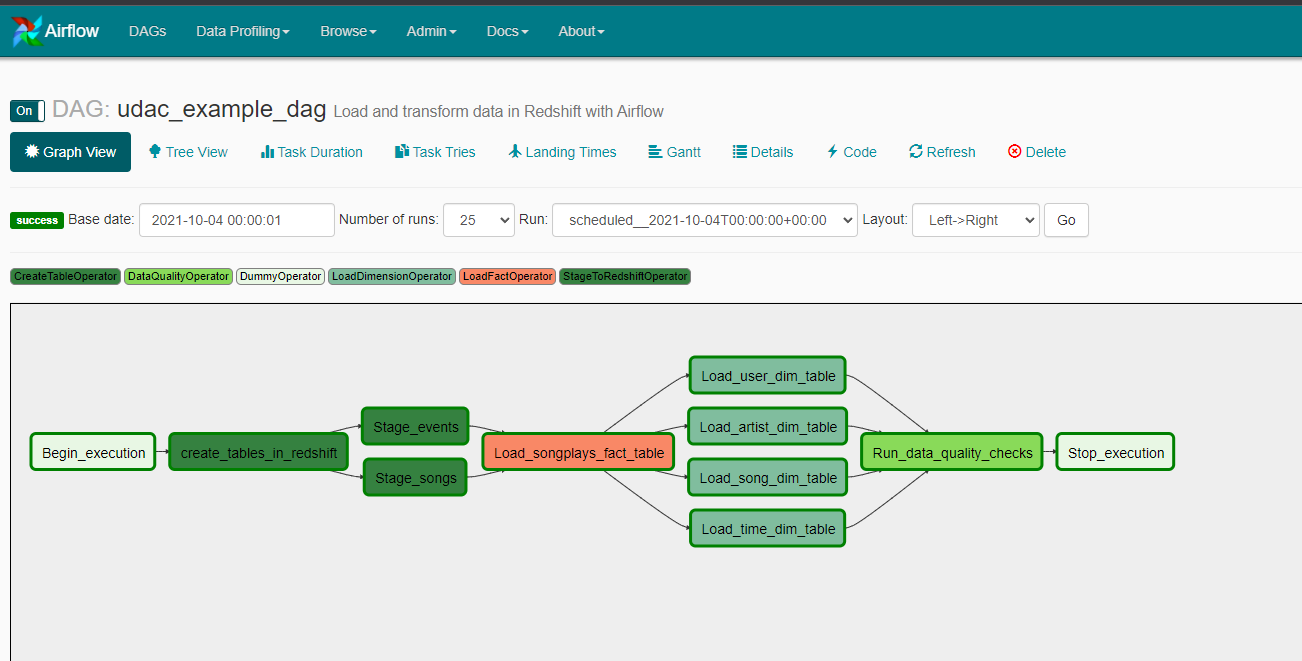 Airflow DAGs Data Profiling Browse Admin Docs About
On DAG: udac_example_dag Load and transform data in Redshift with Airflow
Graph View Tree View Task Duration Task Tries Landing Times Gantt Details Code Refresh Delete
success Base date: 2021-10-04 00:00:01 Number of runs: 25 Run: scheduled__2021-10-04T00:00:00+00:00 Layout: Left->Right Go
CreateTableOperator DataQualityOperator DummyOperator LoadDimensionOperator LoadFactOperator StageToRedshiftOperator
Begin_execution
create_tables_in_redshift
Stage_events
Stage_songs
Load_songplays_fact_table
Load_user_dim_table
Load_artist_dim_table
Load_song_dim_table
Load_time_dim_table
Run_data_quality_checks
Stop_execution